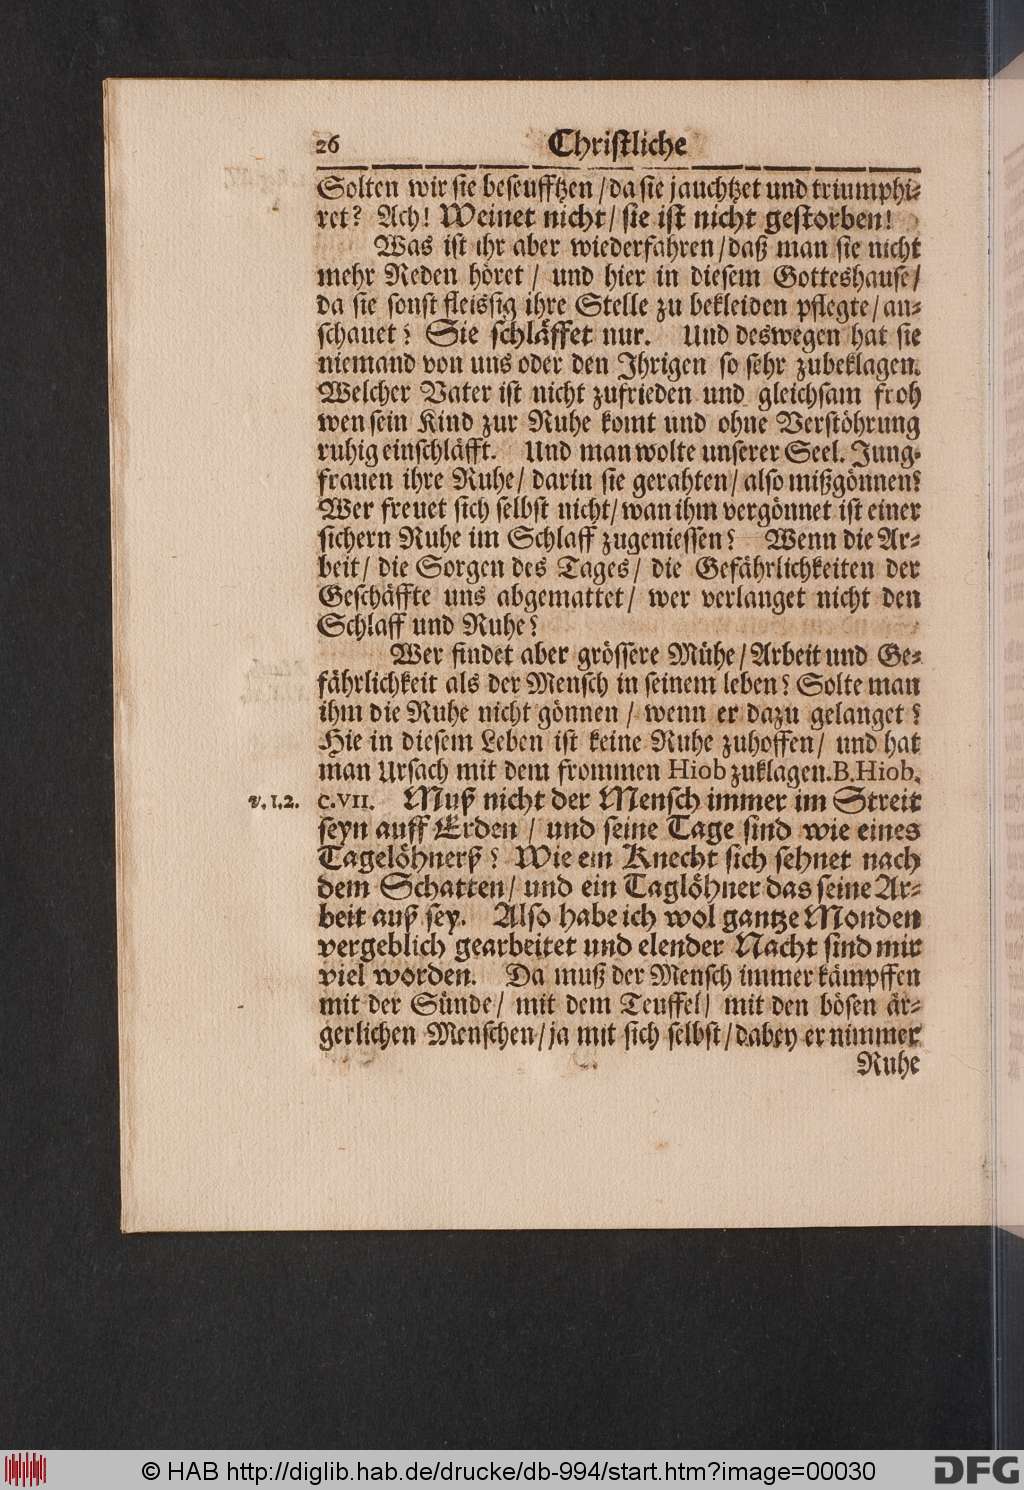 26 Christliche
Solten wir sie beseufftzen / da sie jauchtzet und triumphi-
ret? Ach! Weinet nicht / sie ist nicht gestorben!
Was ist ihr aber wiederfahren / daß man sie nicht
mehr Reden höret / und hier in diesem Gotteshause /
da sie sonst fleissig ihre Stelle zu bekleiden pflegte / an-
schauet? Sie schläffet nur. Und deswegen hat sie
niemand von uns oder den Ihrigen so sehr zubeklagen.
Welcher Vater ist nicht zufrieden und gleichsam froh
wen sein Kind zur Ruhe komt und ohne Verstöhrung
ruhig einschläfft. Und man wolte unserer Seel. Jung-
frauen ihre Ruhe / darin sie gerahten / also mißgönnen?
Wer freuet sich selbst nicht / wan ihm vergönnet ist einer
sichern Ruhe im Schlaff zugeniessen? Wenn die Ar-
beit / die Sorgen des Tages / die Gefährlichkeiten der
Geschäffte uns abgemattet / wer verlanget nicht den
Schlaff und Ruhe?
Wer findet aber grössere Mühe / Arbeit und Ge-
fährlichkeit als der Mensch in seinem leben? Solte man
ihm die Ruhe nicht gönnen / wenn er dazu gelanget?
Hie in diesem Leben ist keine Ruhe zuhoffen / und hat
man Ursach mit dem frommen Hiob zuklagen. B. Hiob.
v. 1. 2. C. VII. Muß nicht der Mensch immer im Streit
seyn auff Erden / und seine Tage sind wie eines
Tagelöhnerß? Wie ein Knecht sich sehnet nach
dem Schatten / und ein Taglöhner das seine Ar-
beit auß sey. Also habe ich wol gantze Monden
vergeblich gearbeitet und elender Nacht sind mir
viel worden. Da muß der Mensch immer kämpffen
mit der Sünde / mit dem Teuffel / mit den bösen är-
gerlichen Menschen / ja mit sich selbst / dabey er nimmer
Ruhe
© HAB http://diglib.hab.de/drucke/db-994/start.htm?image=00030
DFG